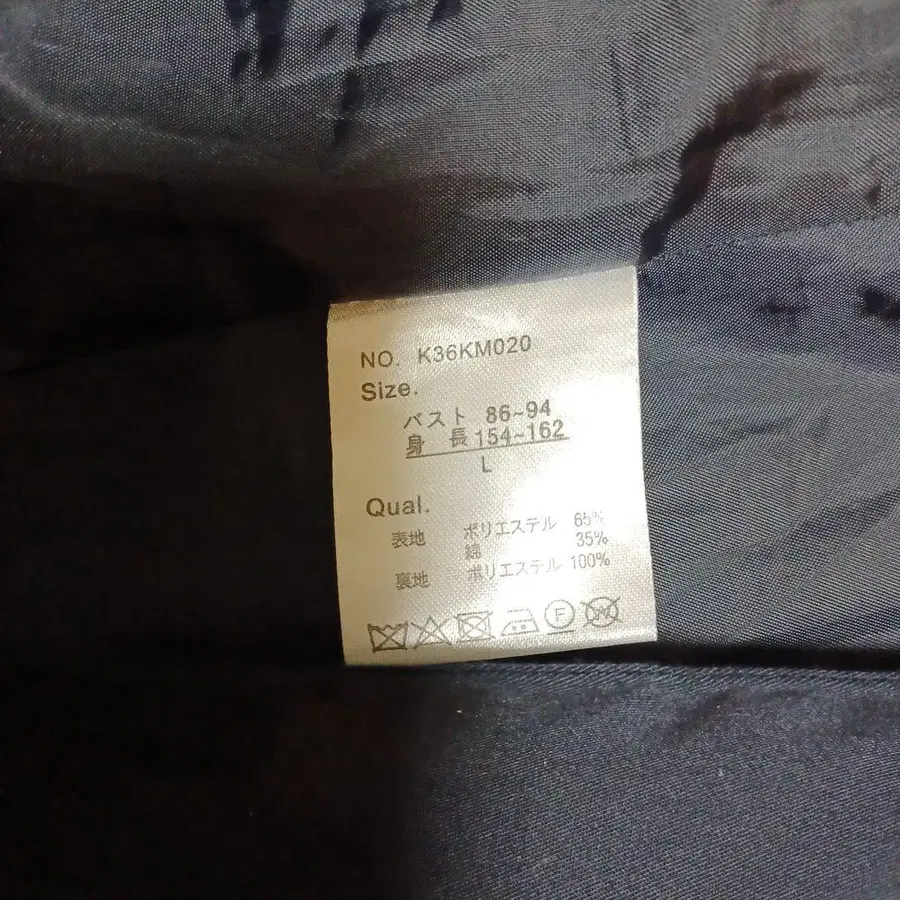 NO. K36KM020
Size.
バスト 86~94
身 長 154~162
L
Qual.
表地 ポリエステル 65%
綿 35%
裏地 ポリエステル 100%
F W